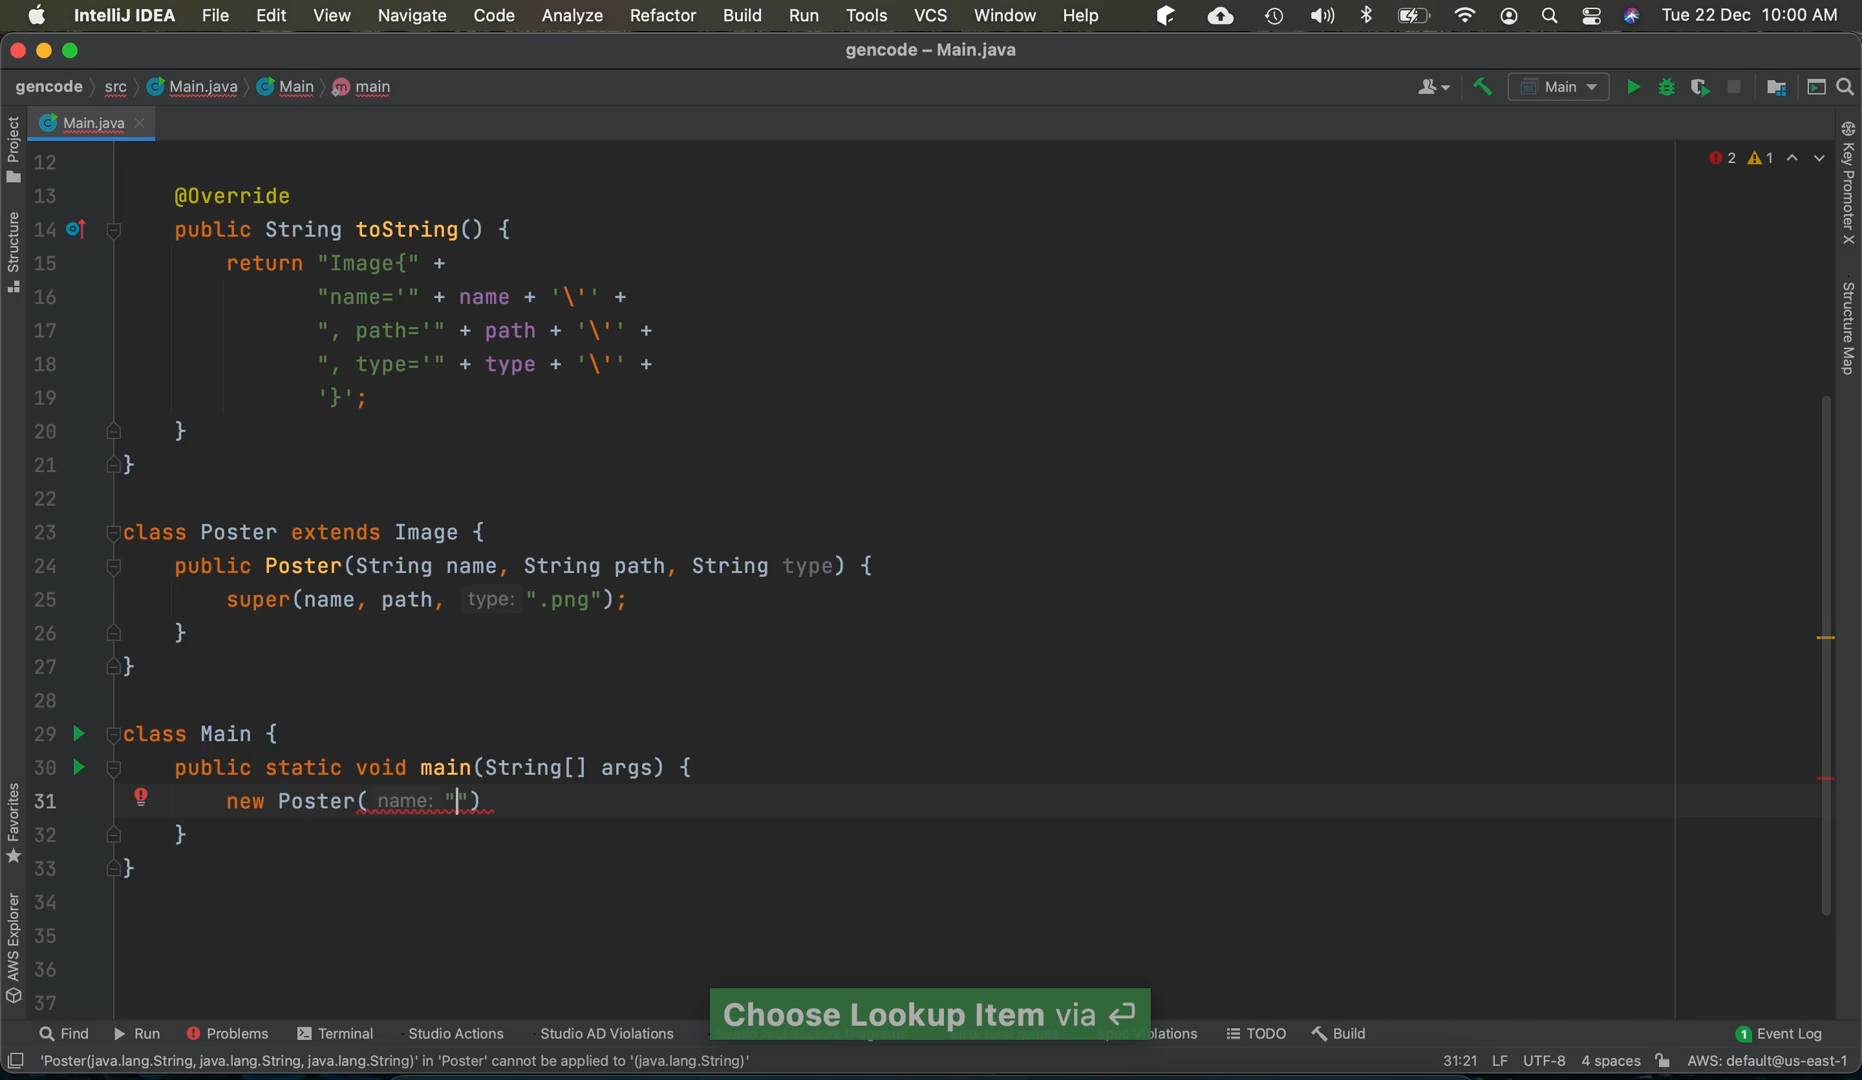 IntelliJ IDEA File Edit View Navigate Code Analyze Refactor Build Run Tools VCS Window Help Tue 22 Dec 10:00 AM
gencode – Main.java
gencode src Main.java Main main Main
Main.java
Project
Structure
Favorites
AWS Explorer
2 1
Key Promoter X
Structure Map
12
13 @Override
14 public String toString() {
15 return "Image{" +
16 "name='" + name + '\'' +
17 ", path='" + path + '\'' +
18 ", type='" + type + '\'' +
19 '}';
20 }
21 }
22
23 class Poster extends Image {
24 public Poster(String name, String path, String type) {
25 super(name, path, type: ".png");
26 }
27 }
28
29 class Main {
30 public static void main(String[] args) {
31 new Poster( name: "")
32 }
33 }
34
35
36
37
Choose Lookup Item via ⏎
Find Run Problems Terminal Studio Actions Studio AD Violations TODO Build 1 Event Log
'Poster(java.lang.String, java.lang.String, java.lang.String)' in 'Poster' cannot be applied to '(java.lang.String)' 31:21 LF UTF-8 4 spaces AWS: default@us-east-1